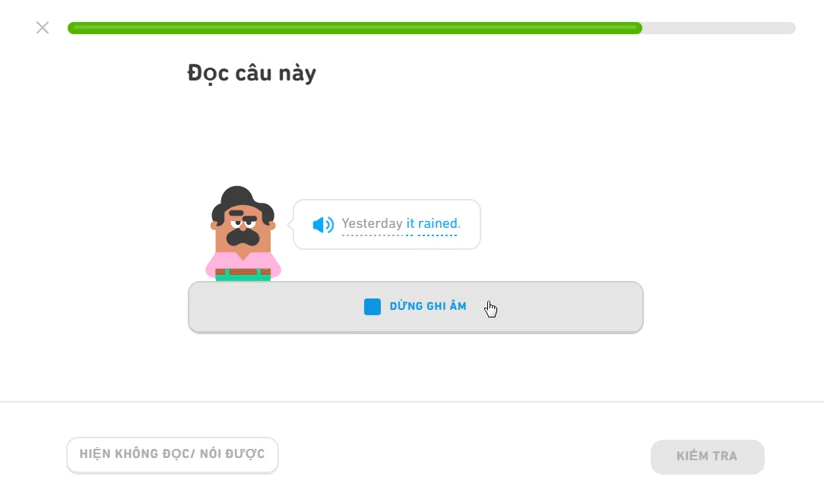 Đọc câu này
Yesterday it rained.
DỪNG GHI ÂM
HIỆN KHÔNG ĐỌC/ NÓI ĐƯỢC
KIỂM TRA